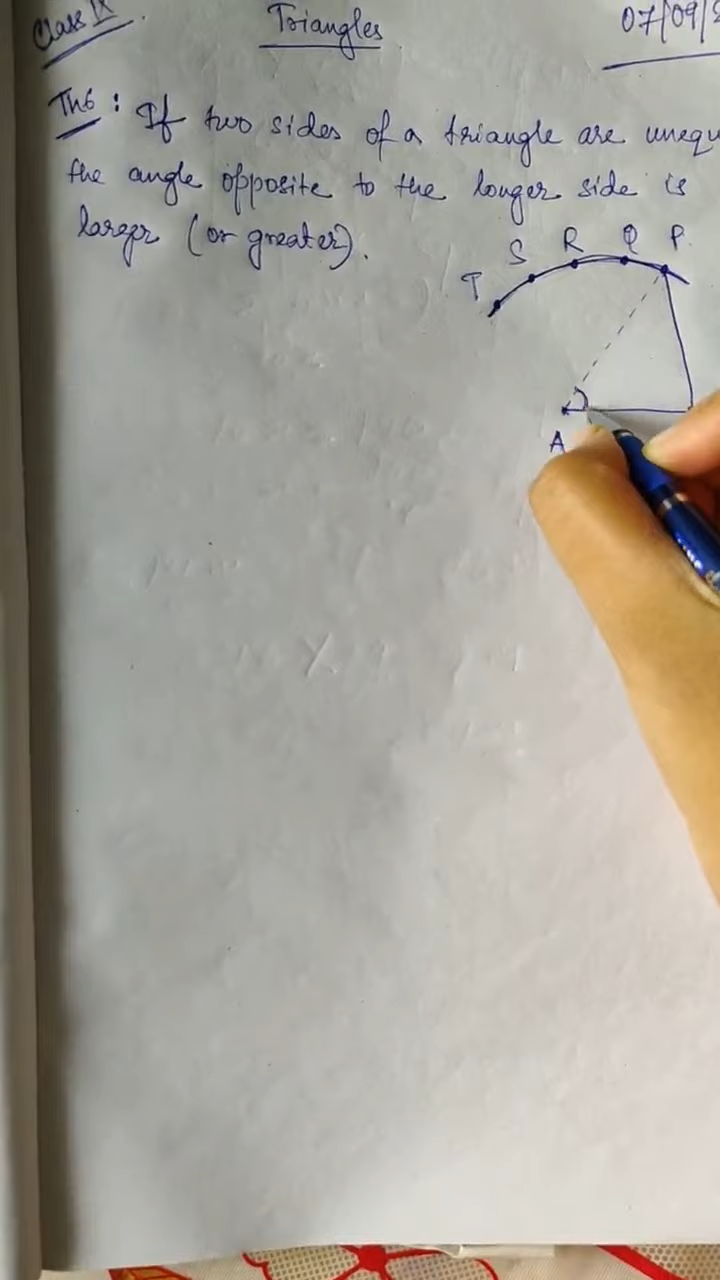 Class IX
Triangles
07/09/
Th6 : If two sides of a triangle are unequ
the angle opposite to the longer side is
larger (or greater).
T S R Q P
A